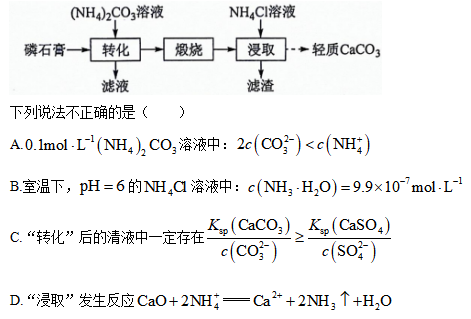 (NH₄)₂CO₃溶液 NH₄Cl溶液
磷石膏 转化 煅烧 浸取 轻质CaCO₃
滤液 滤渣
下列说法不正确的是（ ）
A.0.1mol·L⁻¹(NH₄)₂CO₃溶液中：2c(CO₃²⁻)<c(NH₄⁺)
B.室温下，pH=6的NH₄Cl溶液中：c(NH₃·H₂O)=9.9×10⁻⁷mol·L⁻¹
C.“转化”后的清液中一定存在 Ksp(CaCO₃)/c(CO₃²⁻) ≥ Ksp(CaSO₄)/c(SO₄²⁻)
D.“浸取”发生反应CaO+2NH₄⁺══Ca²⁺+2NH₃↑+H₂O